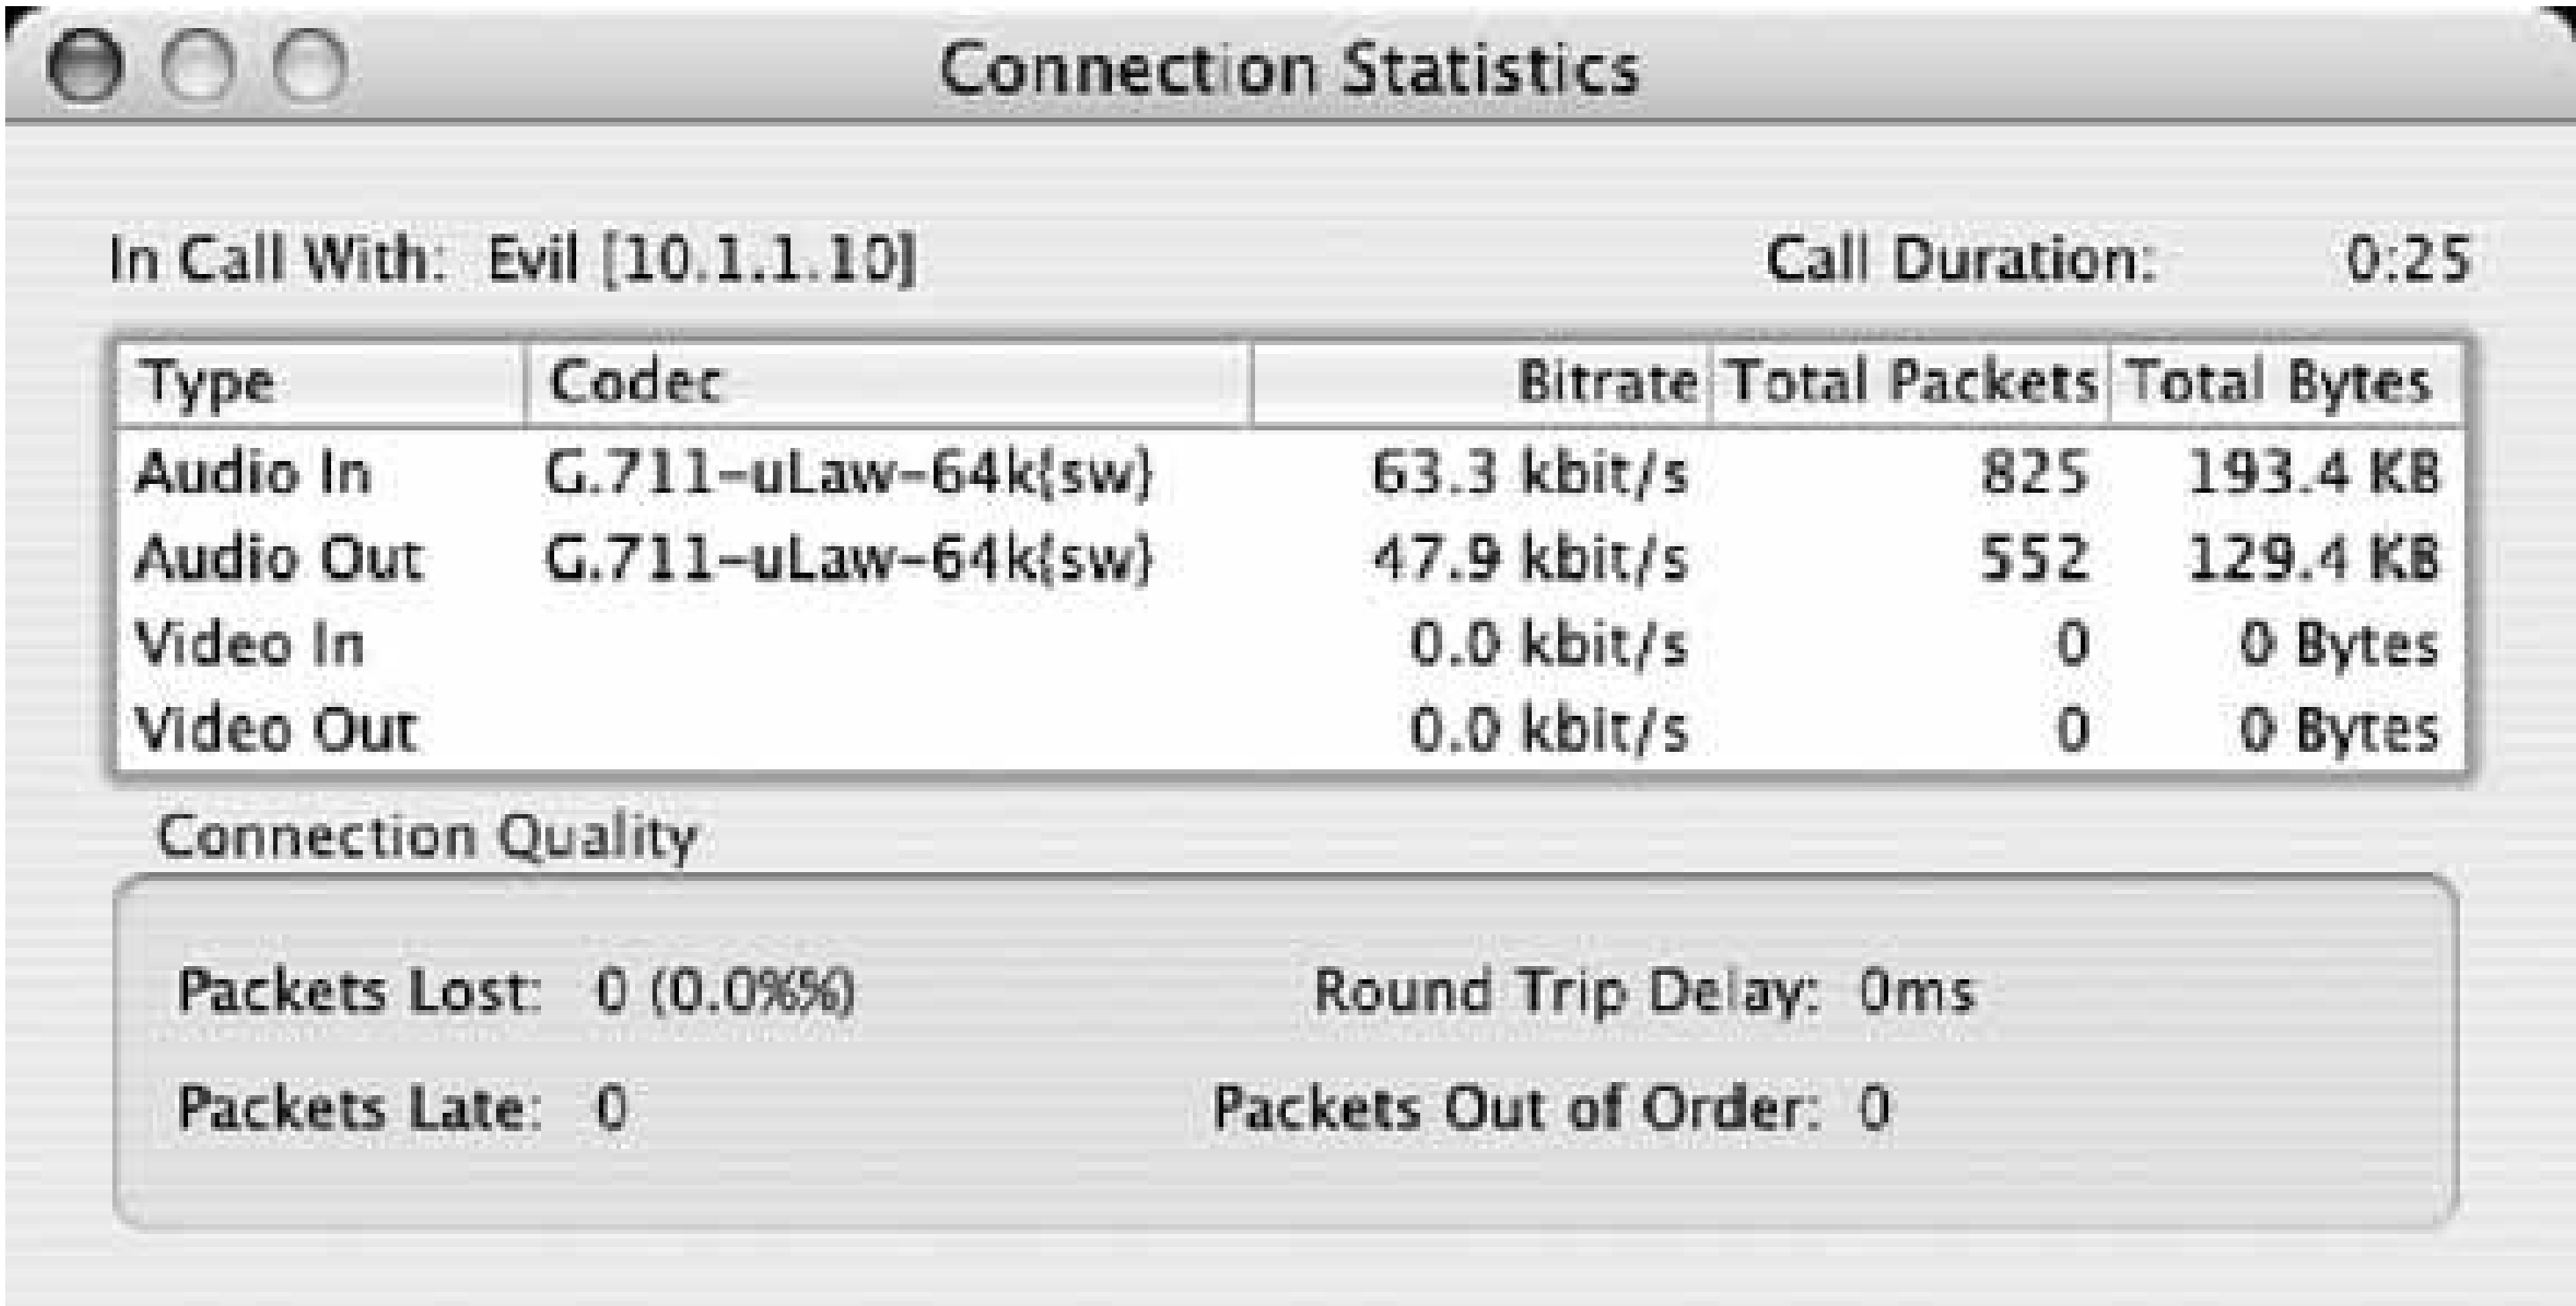 Connection Statistics
In Call With: Evil [10.1.1.10] Call Duration: 0:25
Type Codec Bitrate Total Packets Total Bytes
Audio In G.711-uLaw-64k{sw} 63.3 kbit/s 825 193.4 KB
Audio Out G.711-uLaw-64k{sw} 47.9 kbit/s 552 129.4 KB
Video In 0.0 kbit/s 0 0 Bytes
Video Out 0.0 kbit/s 0 0 Bytes
Connection Quality
Packets Lost: 0 (0.0%%) Round Trip Delay: 0ms
Packets Late: 0 Packets Out of Order: 0